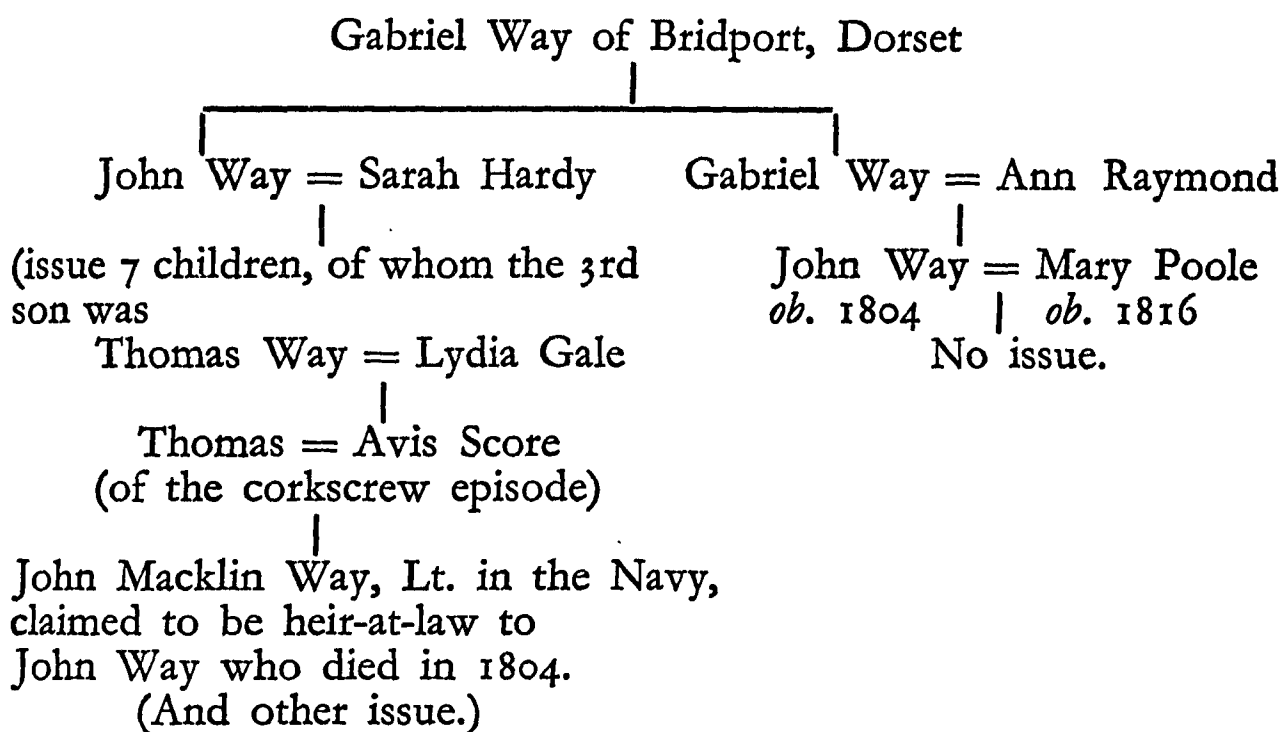 Gabriel Way of Bridport, Dorset
John Way = Sarah Hardy Gabriel Way = Ann Raymond
(issue 7 children, of whom the 3rd John Way = Mary Poole
son was ob. 1804 ob. 1816
Thomas Way = Lydia Gale No issue.
Thomas = Avis Score
(of the corkscrew episode)
John Macklin Way, Lt. in the Navy,
claimed to be heir-at-law to
John Way who died in 1804.
(And other issue.)